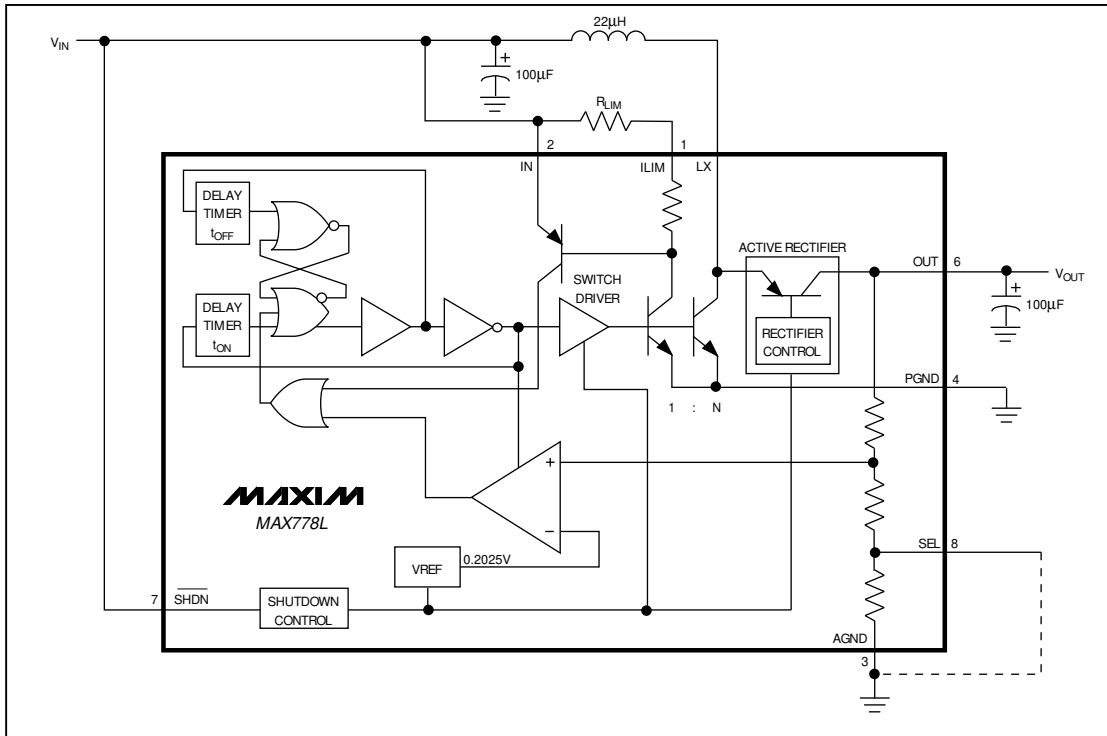 22μH
VIN
+
100μF
RLIM
2
1
IN
ILIM
LX
DELAY
TIMER
tOFF
ACTIVE RECTIFIER
OUT
6
VOUT
SWITCH
DRIVER
+
100μF
DELAY
TIMER
tON
RECTIFIER
CONTROL
PGND
4
1 : N
+
MAXIM
MAX778L
−
SEL
8
VREF
0.2025V
7
SHDN
SHUTDOWN
CONTROL
AGND
3